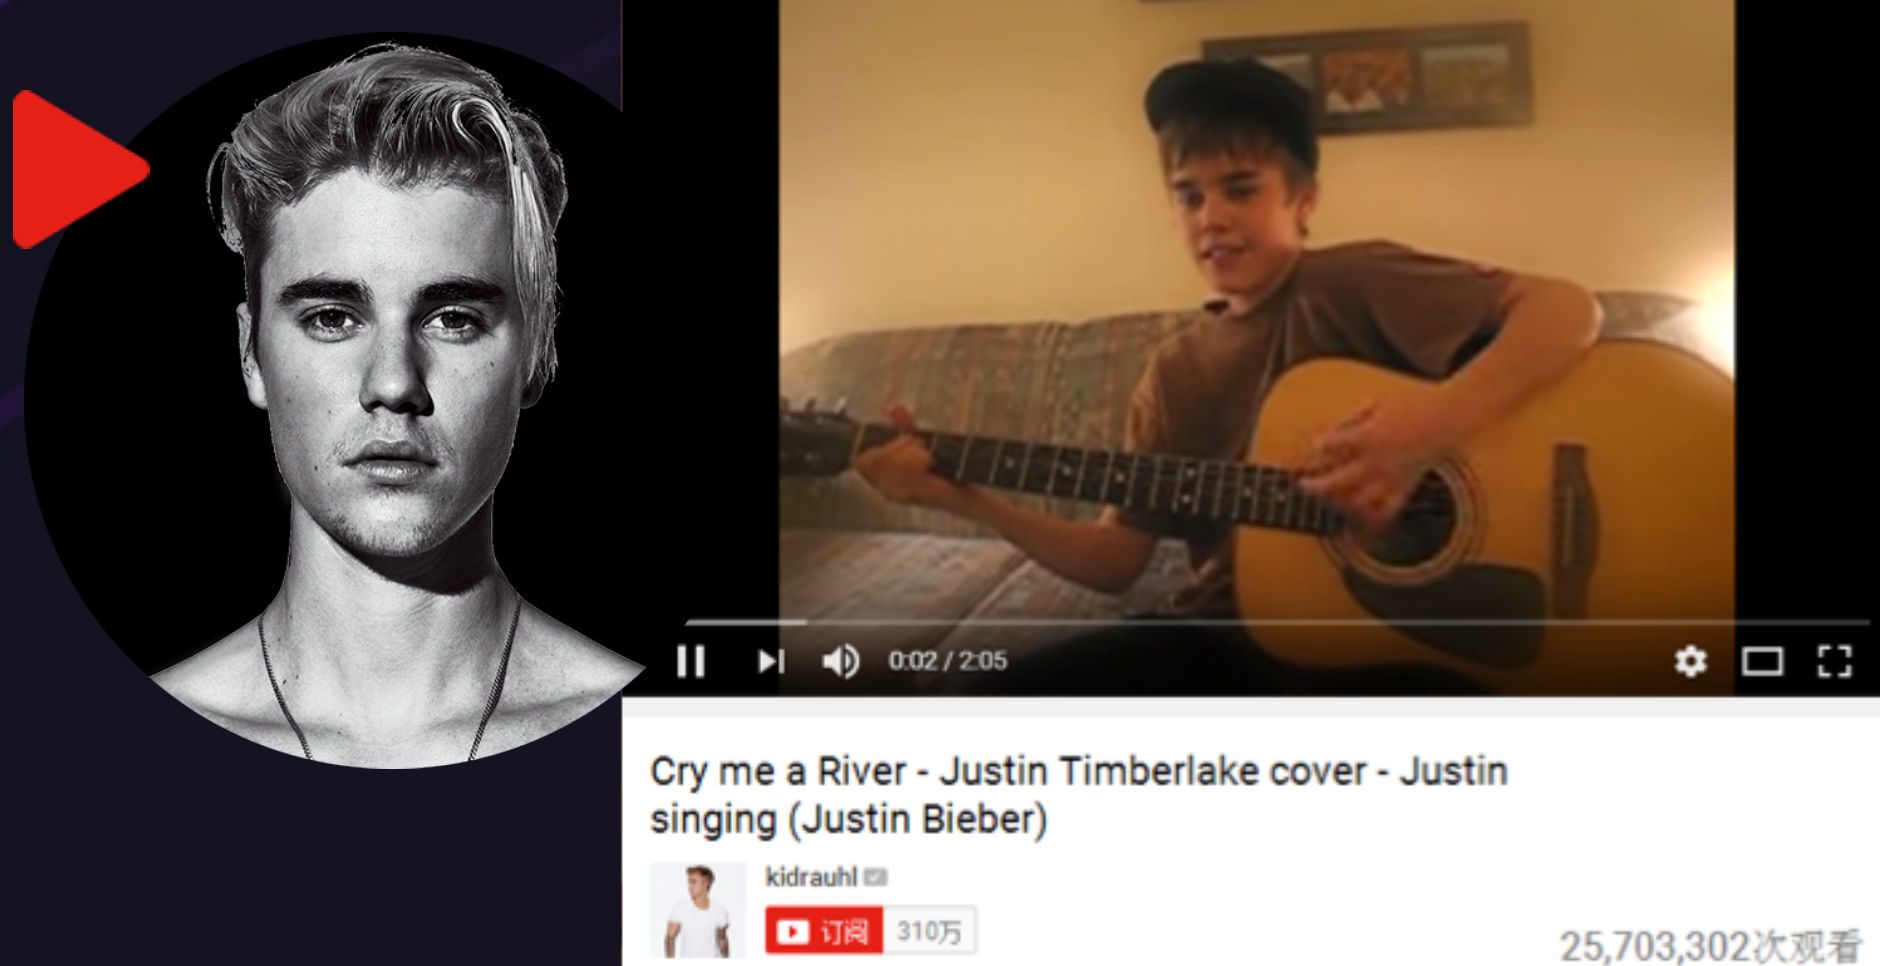 0:02 / 2:05
Cry me a River - Justin Timberlake cover - Justin
singing (Justin Bieber)
kidrauhl
订阅 310万
25,703,302次观看